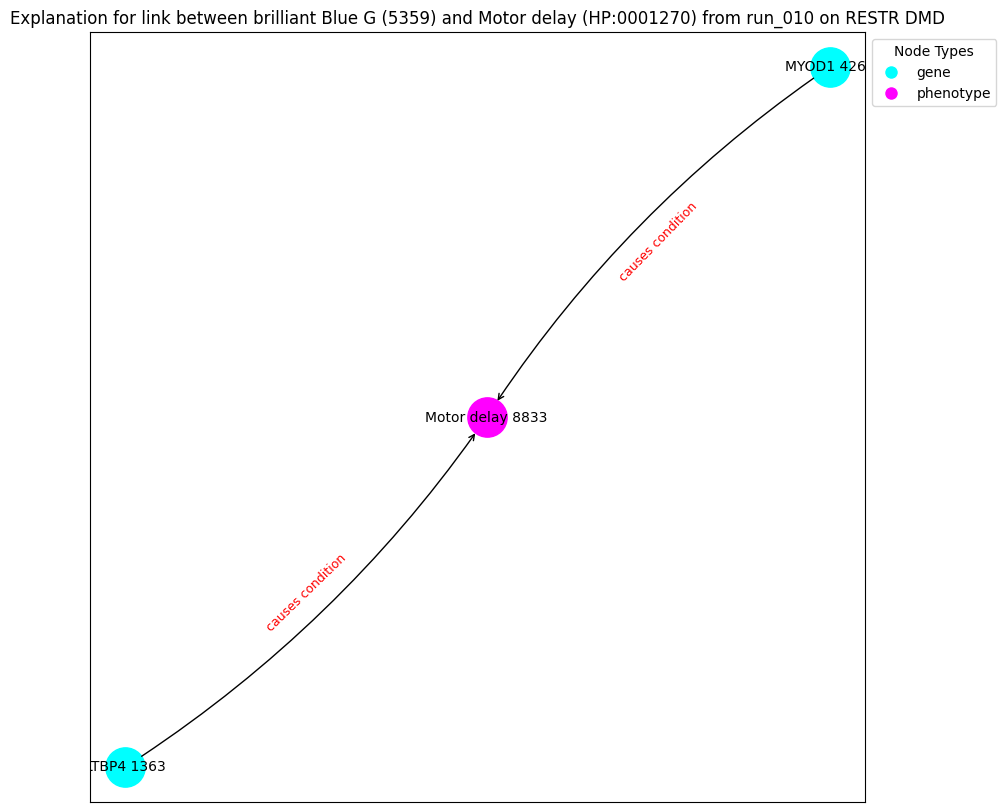 Explanation for link between brilliant Blue G (5359) and Motor delay (HP:0001270) from run_010 on RESTR DMD
Node Types
gene
phenotype
MYOD1 426
causes condition
Motor delay 8833
causes condition
TBP4 1363